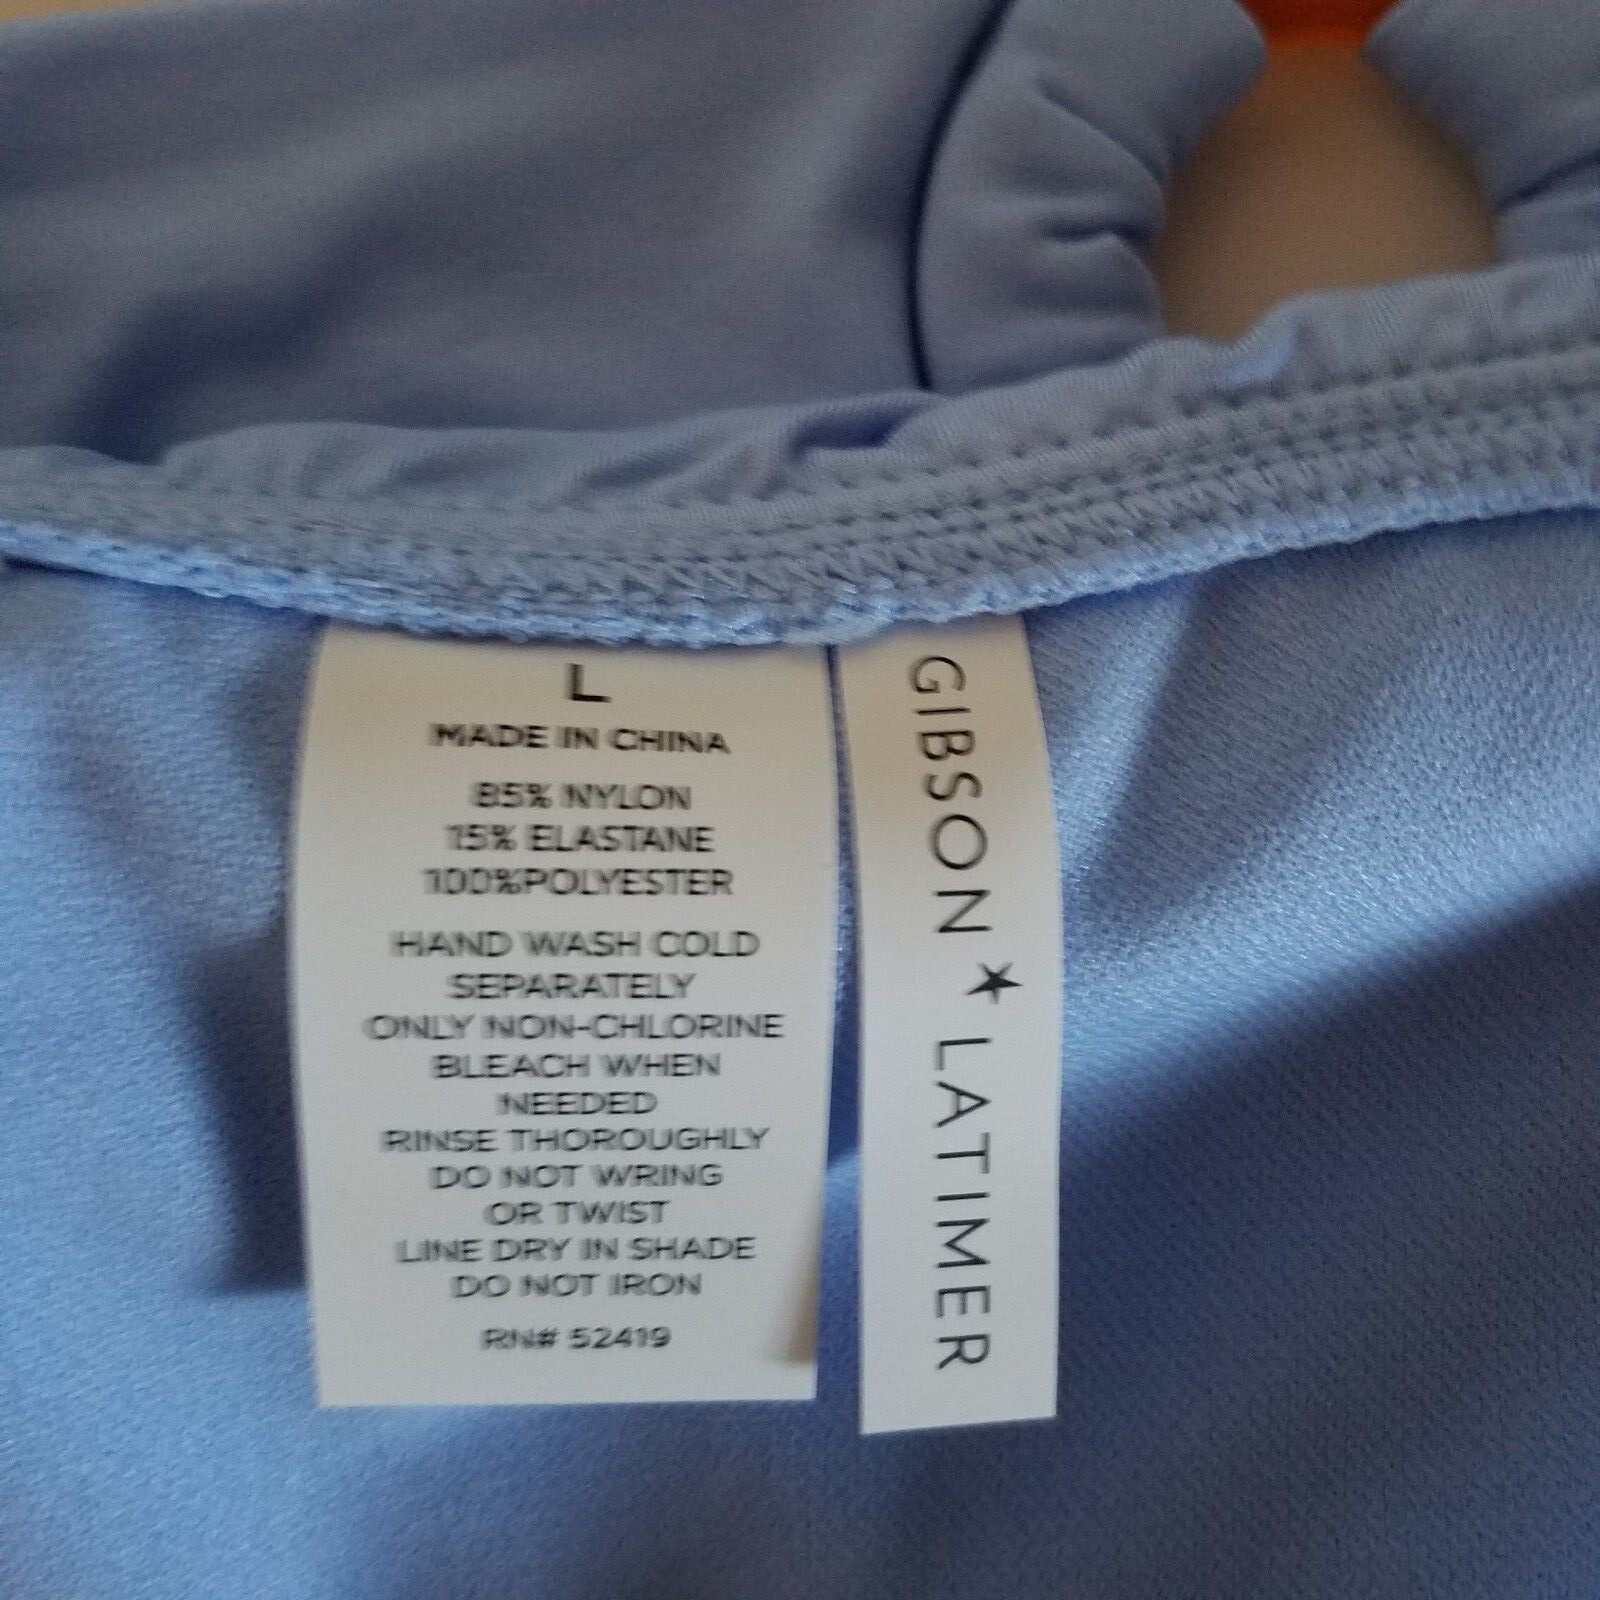 L
MADE IN CHINA
85% NYLON
15% ELASTANE
100%POLYESTER
HAND WASH COLD
SEPARATELY
ONLY NON-CHLORINE
BLEACH WHEN
NEEDED
RINSE THOROUGHLY
DO NOT WRING
OR TWIST
LINE DRY IN SHADE
DO NOT IRON
RN# 52419
GIBSON ★ LATIMER